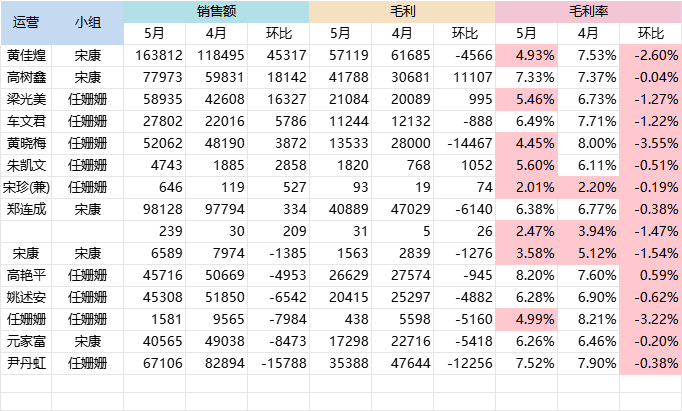 运营 小组 销售额 毛利 毛利率
5月 4月 环比 5月 4月 环比 5月 4月 环比
黄佳煌 宋康 163812 118495 45317 57119 61685 -4566 4.93% 7.53% -2.60%
高树鑫 宋康 77973 59831 18142 41788 30681 11107 7.33% 7.37% -0.04%
梁光美 任姗姗 58935 42608 16327 21084 20089 995 5.46% 6.73% -1.27%
车文君 任姗姗 27802 22016 5786 11244 12132 -888 6.49% 7.71% -1.22%
黄晓梅 任姗姗 52062 48190 3872 13533 28000 -14467 4.45% 8.00% -3.55%
朱凯文 任姗姗 4743 1885 2858 1820 768 1052 5.60% 6.11% -0.51%
宋珍(兼) 任姗姗 646 119 527 93 19 74 2.01% 2.20% -0.19%
郑连成 宋康 98128 97794 334 40889 47029 -6140 6.38% 6.77% -0.38%
239 30 209 31 5 26 2.47% 3.94% -1.47%
宋康 宋康 6589 7974 -1385 1563 2839 -1276 3.58% 5.12% -1.54%
高艳平 任姗姗 45716 50669 -4953 26629 27574 -945 8.20% 7.60% 0.59%
姚述安 任姗姗 45308 51850 -6542 20415 25297 -4882 6.28% 6.90% -0.62%
任姗姗 任姗姗 1581 9565 -7984 438 5598 -5160 4.99% 8.21% -3.22%
元家富 宋康 40565 49038 -8473 17298 22716 -5418 6.26% 6.46% -0.20%
尹丹虹 任姗姗 67106 82894 -15788 35388 47644 -12256 7.52% 7.90% -0.38%